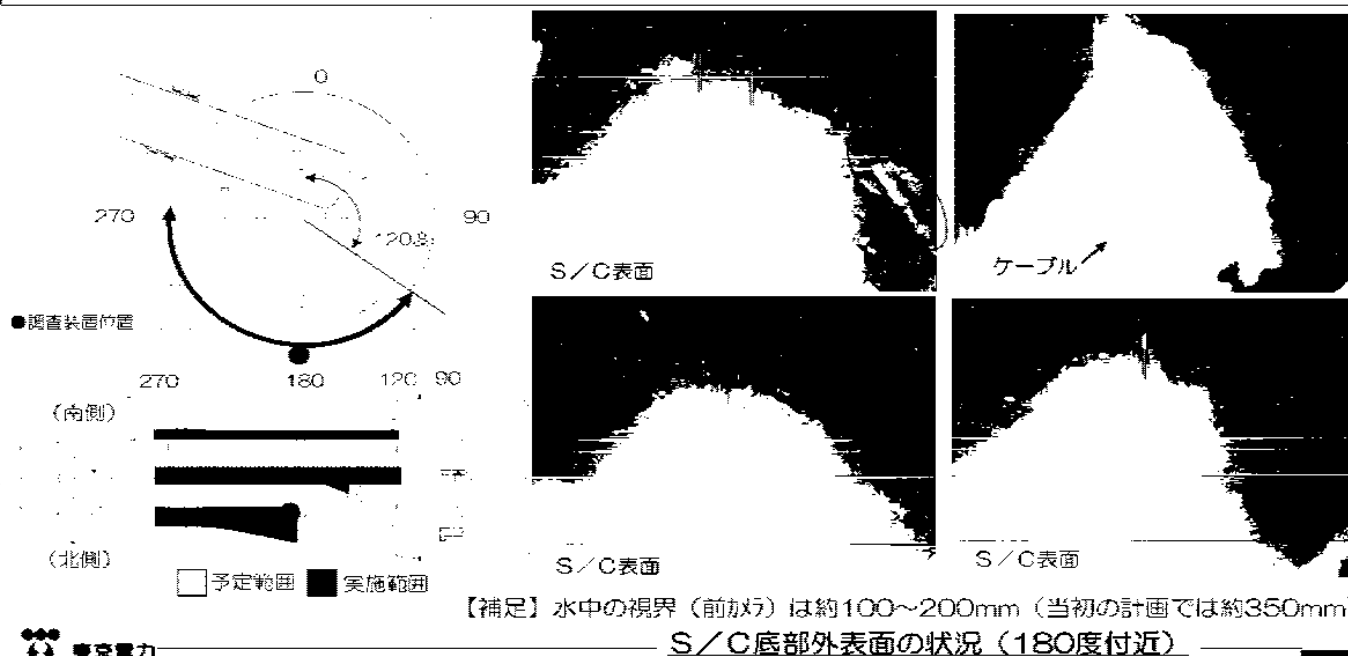 0
270
90
120度
●調査装置位置
270 180 120 90
(南側)
(北側)
予定範囲 実施範囲
S/C表面
ケーブル
S/C表面
S/C表面
【補足】水中の視界(前カメラ)は約100~200mm(当初の計画では約350mm
東京電力
S/C底部外表面の状況(180度付近)